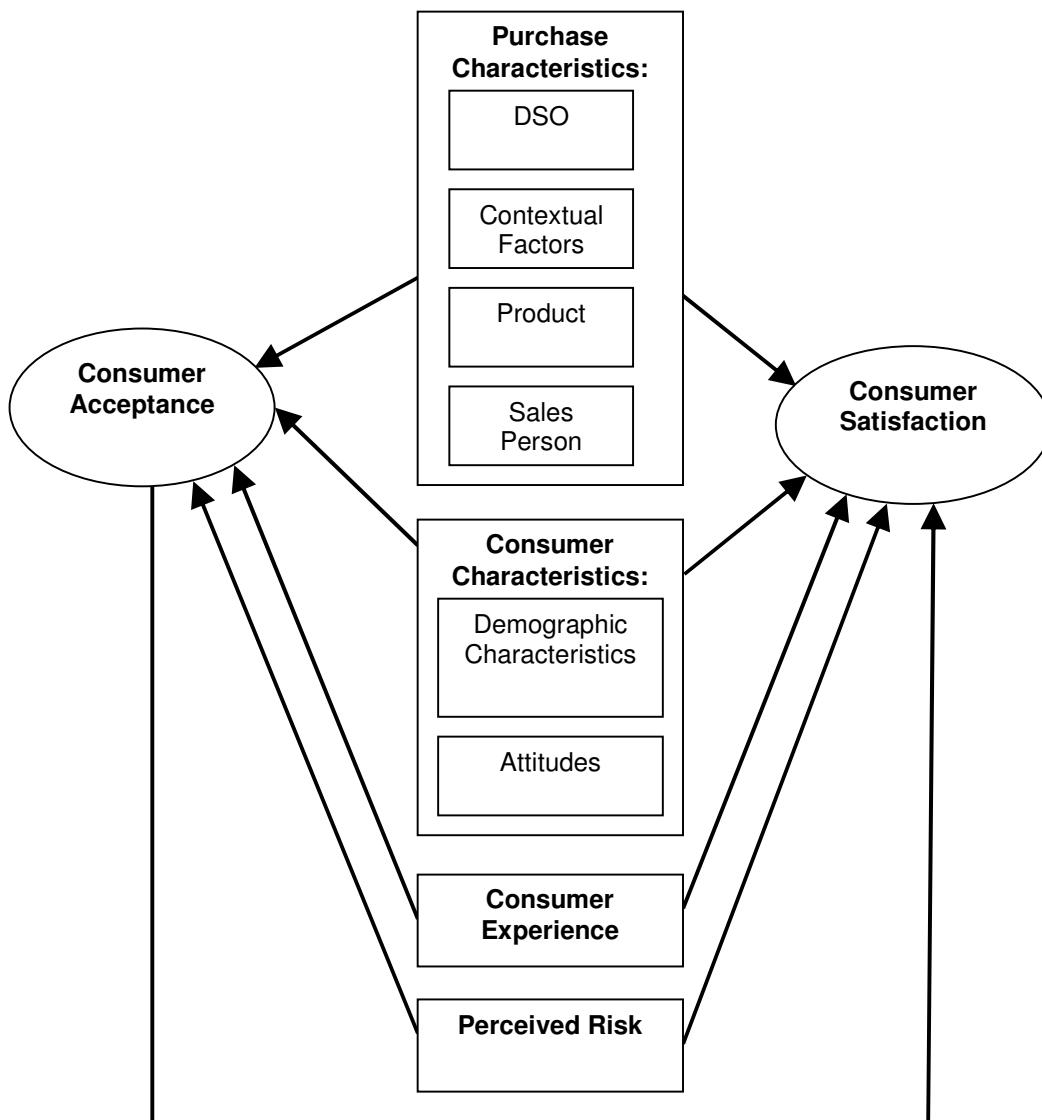 Purchase
Characteristics:
DSO
Contextual
Factors
Product
Sales
Person
Consumer
Acceptance
Consumer
Satisfaction
Consumer
Characteristics:
Demographic
Characteristics
Attitudes
Consumer
Experience
Perceived Risk